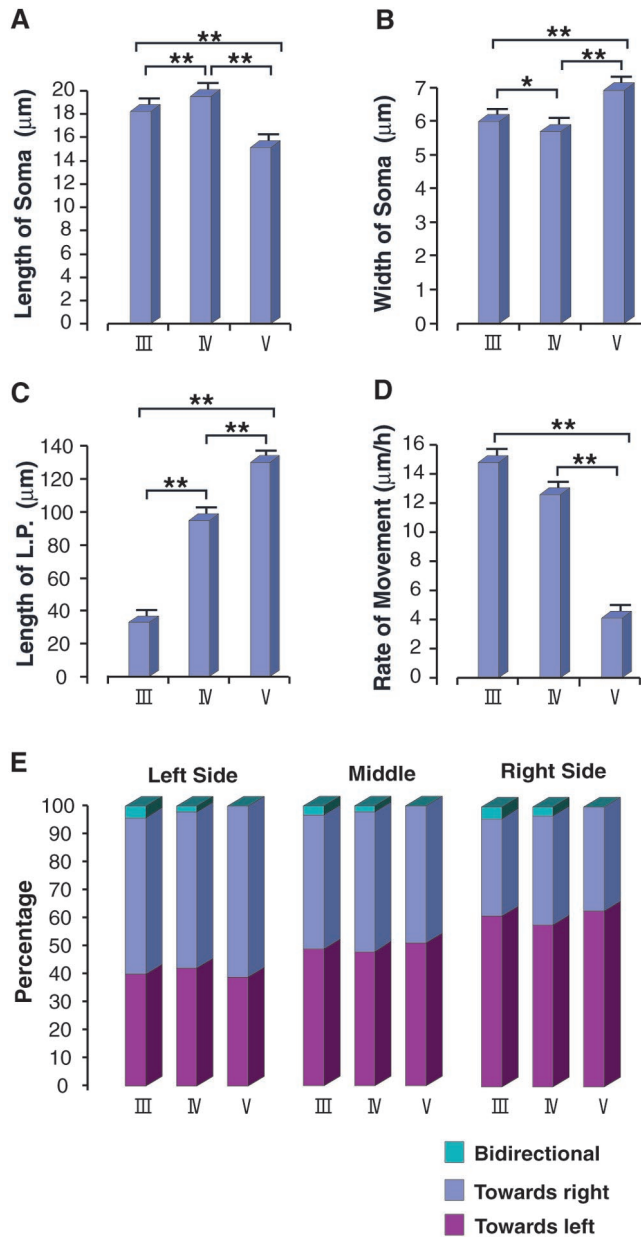 A
**
** **
Length of Soma (μm)
20
18
16
14
12
10
8
6
4
2
0
Ⅲ Ⅳ Ⅴ
B
**
* **
Width of Soma (μm)
7
6
5
4
3
2
1
0
Ⅲ Ⅳ Ⅴ
C
**
** **
Length of L.P. (μm)
140
120
100
80
60
40
20
0
Ⅲ Ⅳ Ⅴ
D
**
**
Rate of Movement (μm/h)
16
14
12
10
8
6
4
2
0
Ⅲ Ⅳ Ⅴ
E
Left Side Middle Right Side
Percentage
100
90
80
70
60
50
40
30
20
10
0
Ⅲ Ⅳ Ⅴ Ⅲ Ⅳ Ⅴ Ⅲ Ⅳ Ⅴ
Bidirectional
Towards right
Towards left